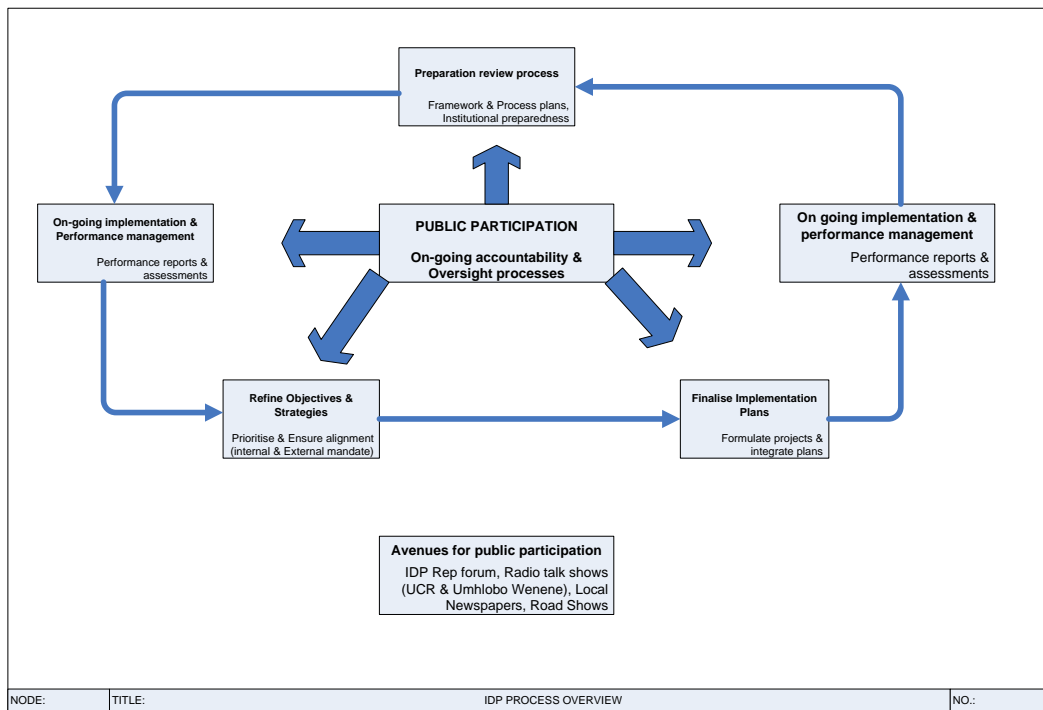 Preparation review process
Framework & Process plans,
Institutional preparedness
On-going implementation &
Performance management
Performance reports &
assessments
PUBLIC PARTICIPATION
On-going accountability &
Oversight processes
On going implementation &
performance management
Performance reports &
assessments
Refine Objectives &
Strategies
Prioritise & Ensure alignment
(internal & External mandate)
Finalise Implementation
Plans
Formulate projects &
integrate plans
Avenues for public participation
IDP Rep forum, Radio talk shows
(UCR & Umhlobo Wenene), Local
Newspapers, Road Shows
NODE: TITLE: IDP PROCESS OVERVIEW NO.: